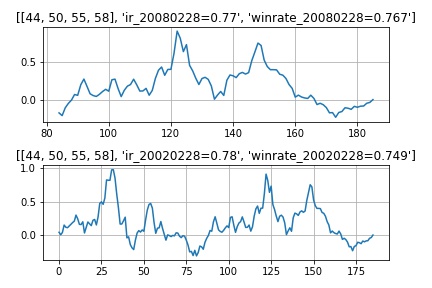 [[44, 50, 55, 58], 'ir_20080228=0.77', 'winrate_20080228=0.767']
0.5
0.0
80 100 120 140 160 180
[[44, 50, 55, 58], 'ir_20020228=0.78', 'winrate_20020228=0.749']
1.0
0.5
0.0
0 25 50 75 100 125 150 175